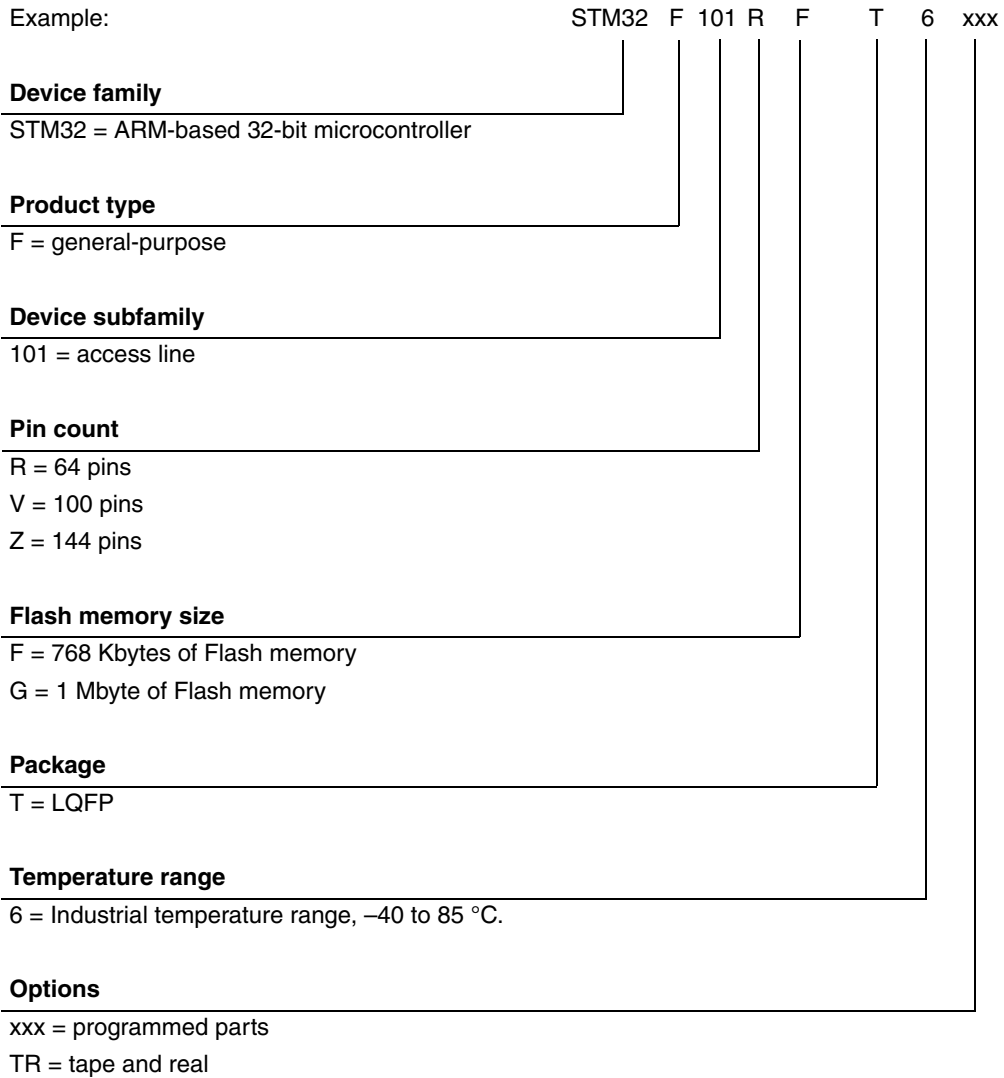 Example: STM32 F 101 R F T 6 xxx
Device family
STM32 = ARM-based 32-bit microcontroller
Product type
F = general-purpose
Device subfamily
101 = access line
Pin count
R = 64 pins
V = 100 pins
Z = 144 pins
Flash memory size
F = 768 Kbytes of Flash memory
G = 1 Mbyte of Flash memory
Package
T = LQFP
Temperature range
6 = Industrial temperature range, –40 to 85 °C.
Options
xxx = programmed parts
TR = tape and real